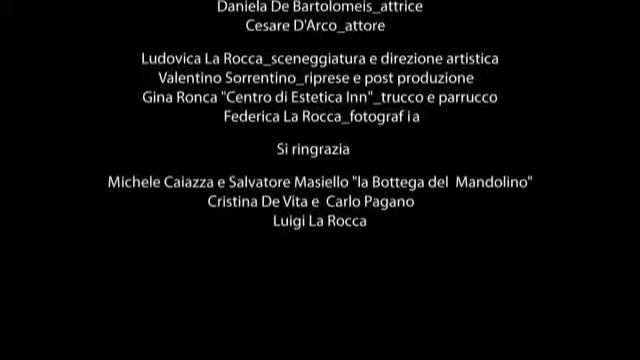 Daniela De Bartolomeis_attrice
Cesare D'Arco_attore
Ludovica La Rocca_sceneggiatura e direzione artistica
Valentino Sorrentino_riprese e post produzione
Gina Ronca "Centro di Estetica Inn"_trucco e parrucco
Federica La Rocca_fotograf ia
Si ringrazia
Michele Caiazza e Salvatore Masiello "la Bottega del Mandolino"
Cristina De Vita e Carlo Pagano
Luigi La Rocca